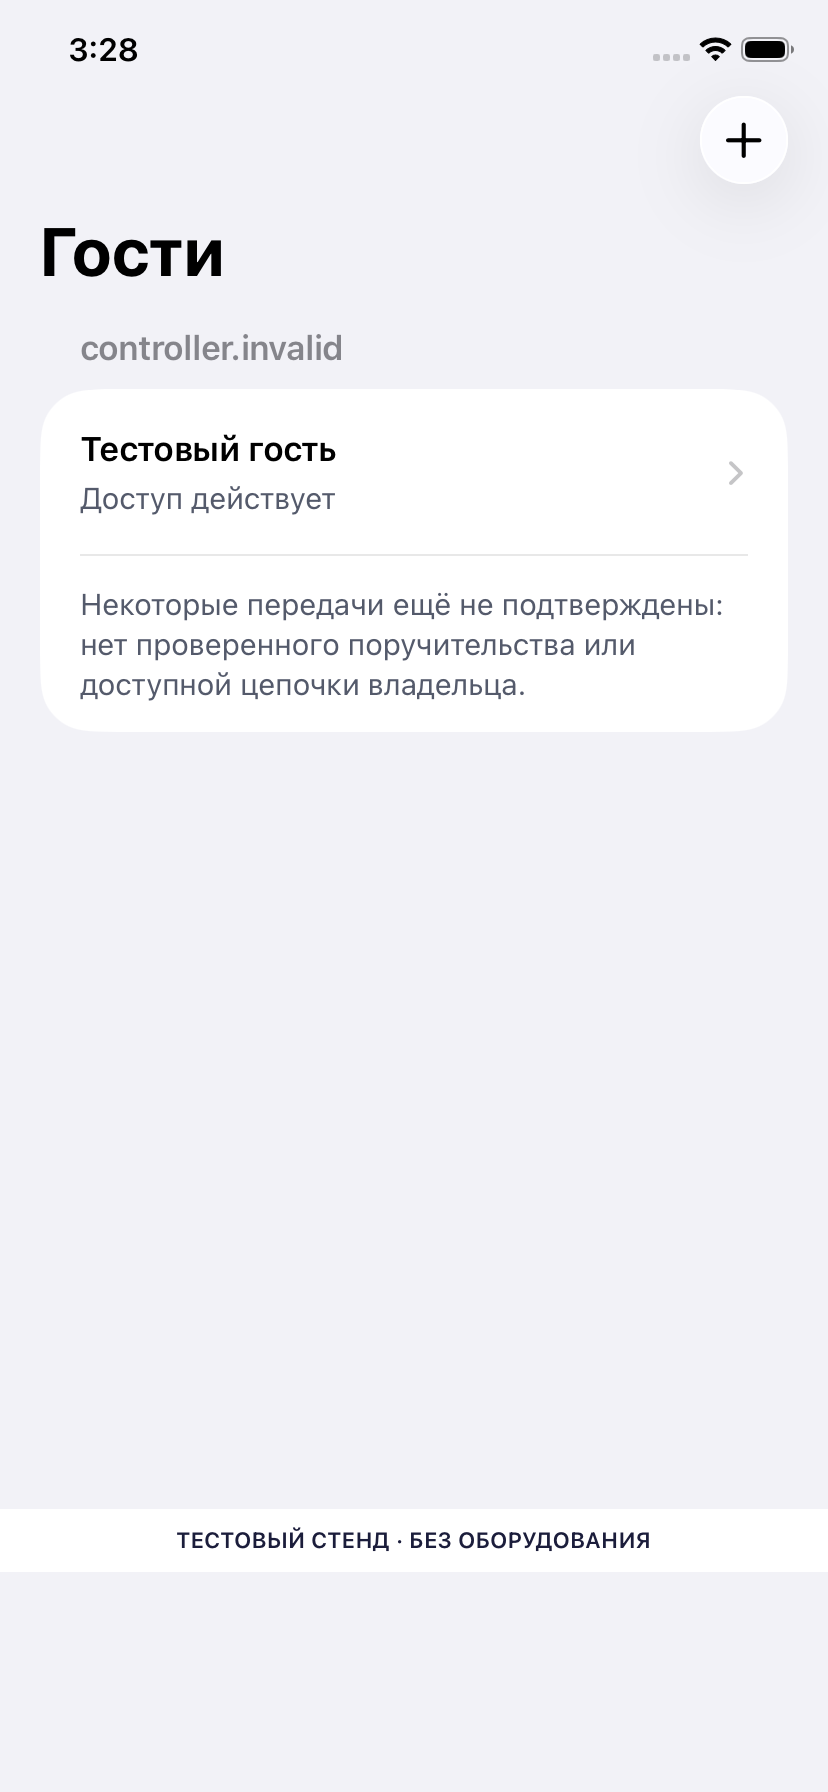 3:28
Гости
controller.invalid
Тестовый гость
Доступ действует
Некоторые передачи ещё не подтверждены:
нет проверенного поручительства или
доступной цепочки владельца.
ТЕСТОВЫЙ СТЕНД · БЕЗ ОБОРУДОВАНИЯ